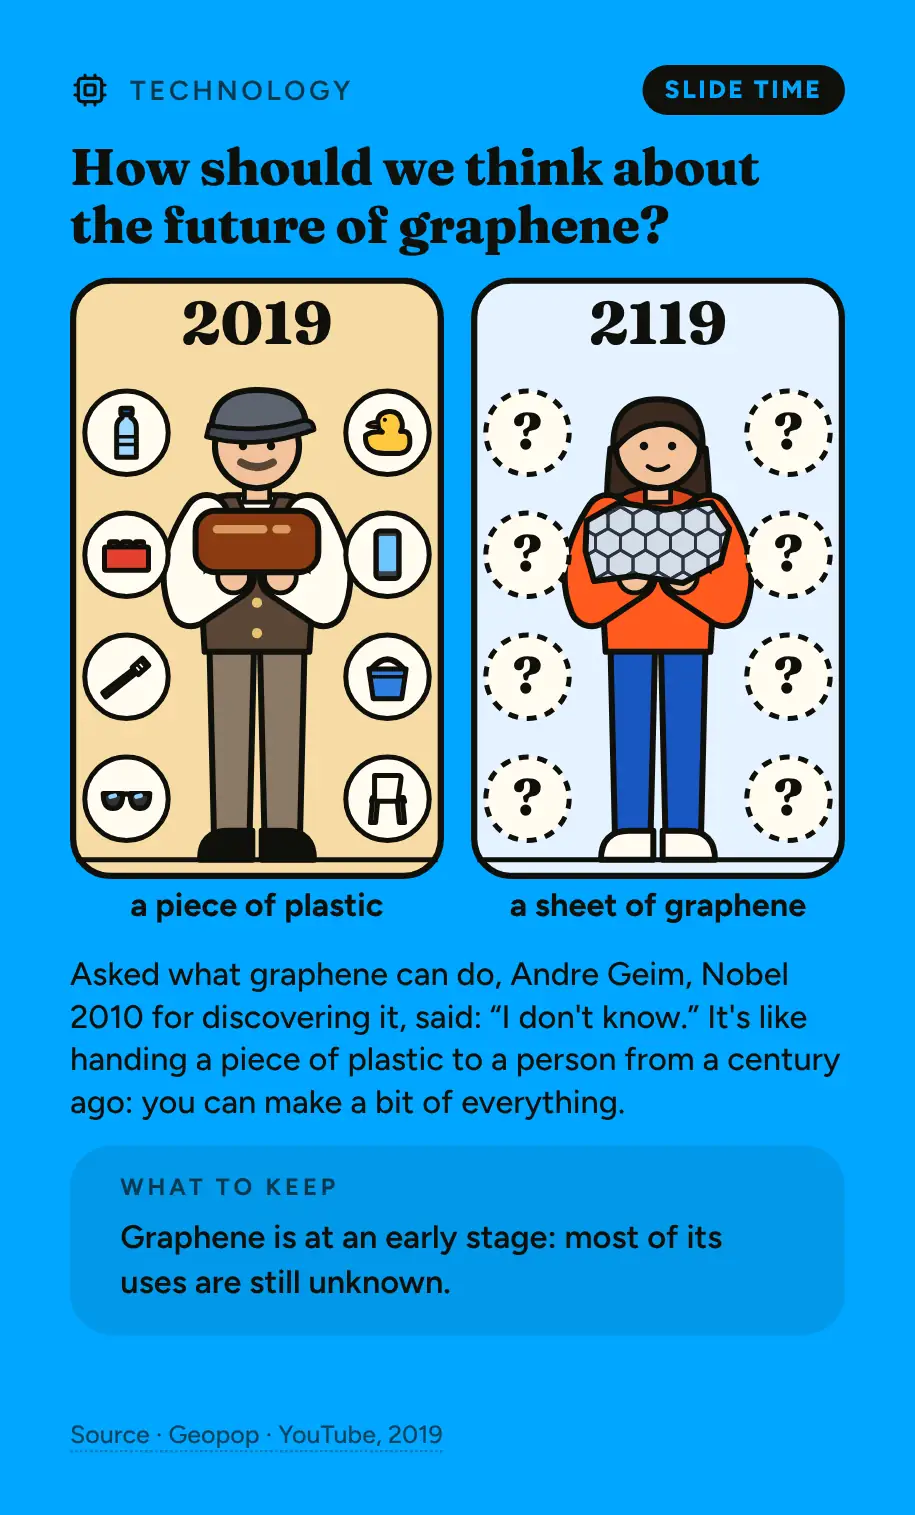 TECHNOLOGY
SLIDE TIME
How should we think about
the future of graphene?
2019
2119
?
?
?
?
?
?
?
?
a piece of plastic
a sheet of graphene
Asked what graphene can do, Andre Geim, Nobel
2010 for discovering it, said: “I don't know.” It's like
handing a piece of plastic to a person from a century
ago: you can make a bit of everything.
WHAT TO KEEP
Graphene is at an early stage: most of its
uses are still unknown.
Source · Geopop · YouTube, 2019